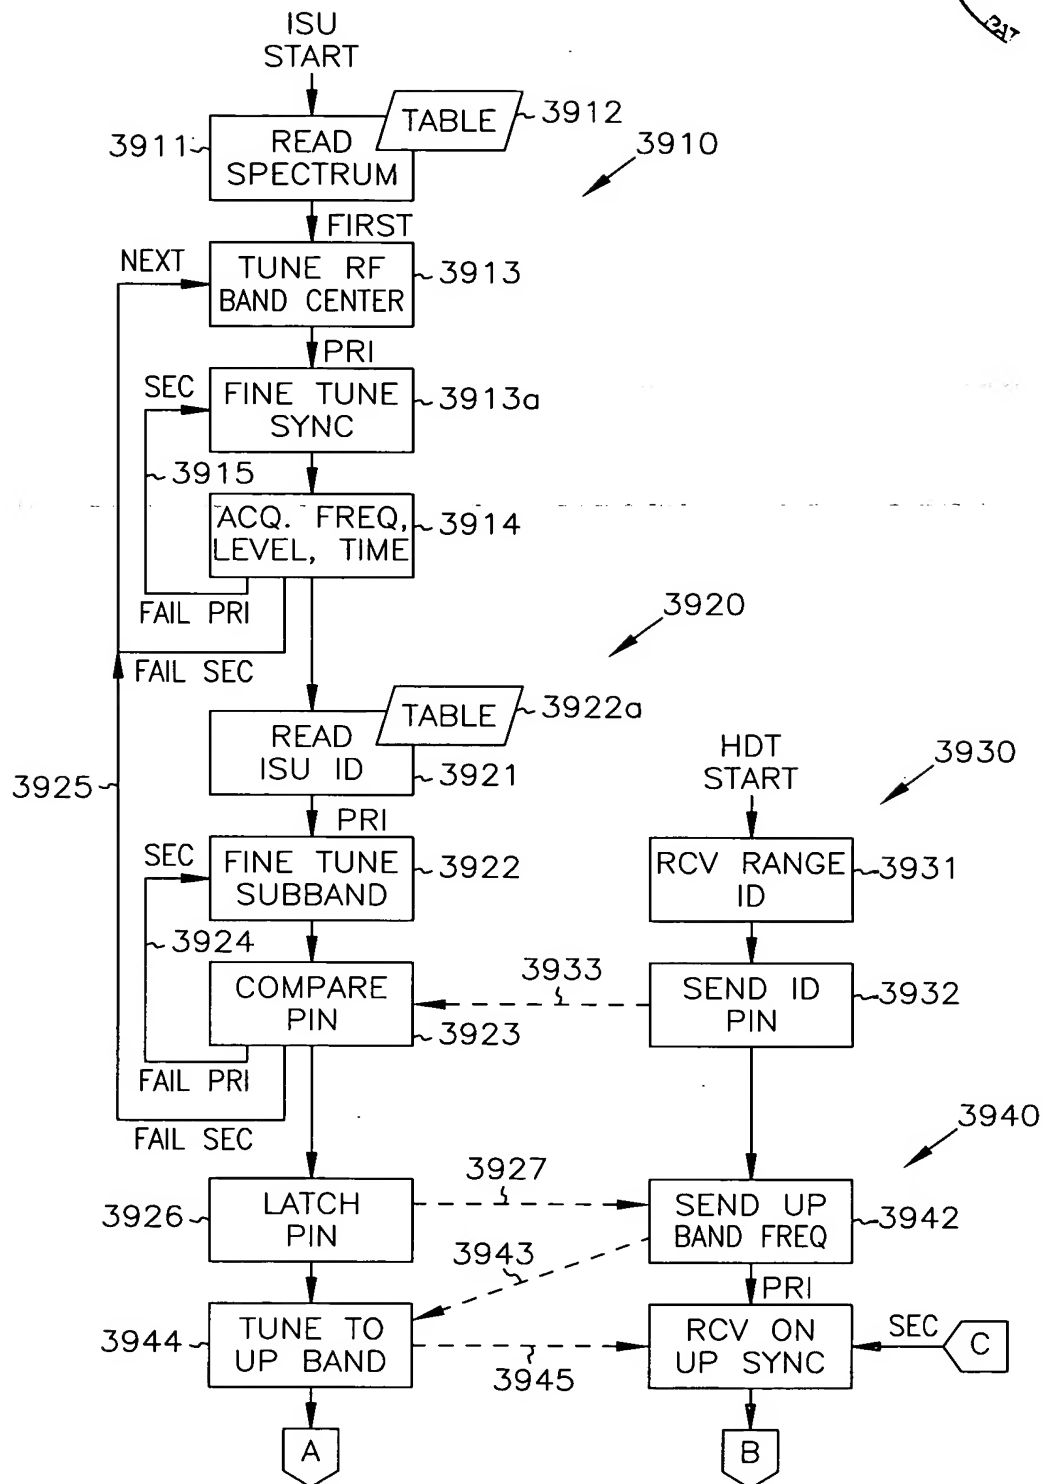 ISU
START
TABLE
3912
3911
READ
SPECTRUM
3910
FIRST
NEXT
TUNE RF
BAND CENTER
3913
PRI
SEC
FINE TUNE
SYNC
3913a
3915
ACQ. FREQ,
LEVEL, TIME
3914
FAIL PRI
FAIL SEC
3920
TABLE
3922a
READ
ISU ID
3921
3925
HDT
START
3930
PRI
SEC
FINE TUNE
SUBBAND
3922
RCV RANGE
ID
3931
3924
COMPARE
PIN
3923
3933
SEND ID
PIN
3932
FAIL PRI
FAIL SEC
3940
3926
LATCH
PIN
3927
SEND UP
BAND FREQ
3942
3943
PRI
3944
TUNE TO
UP BAND
3945
RCV ON
UP SYNC
SEC
C
A
B
PAT